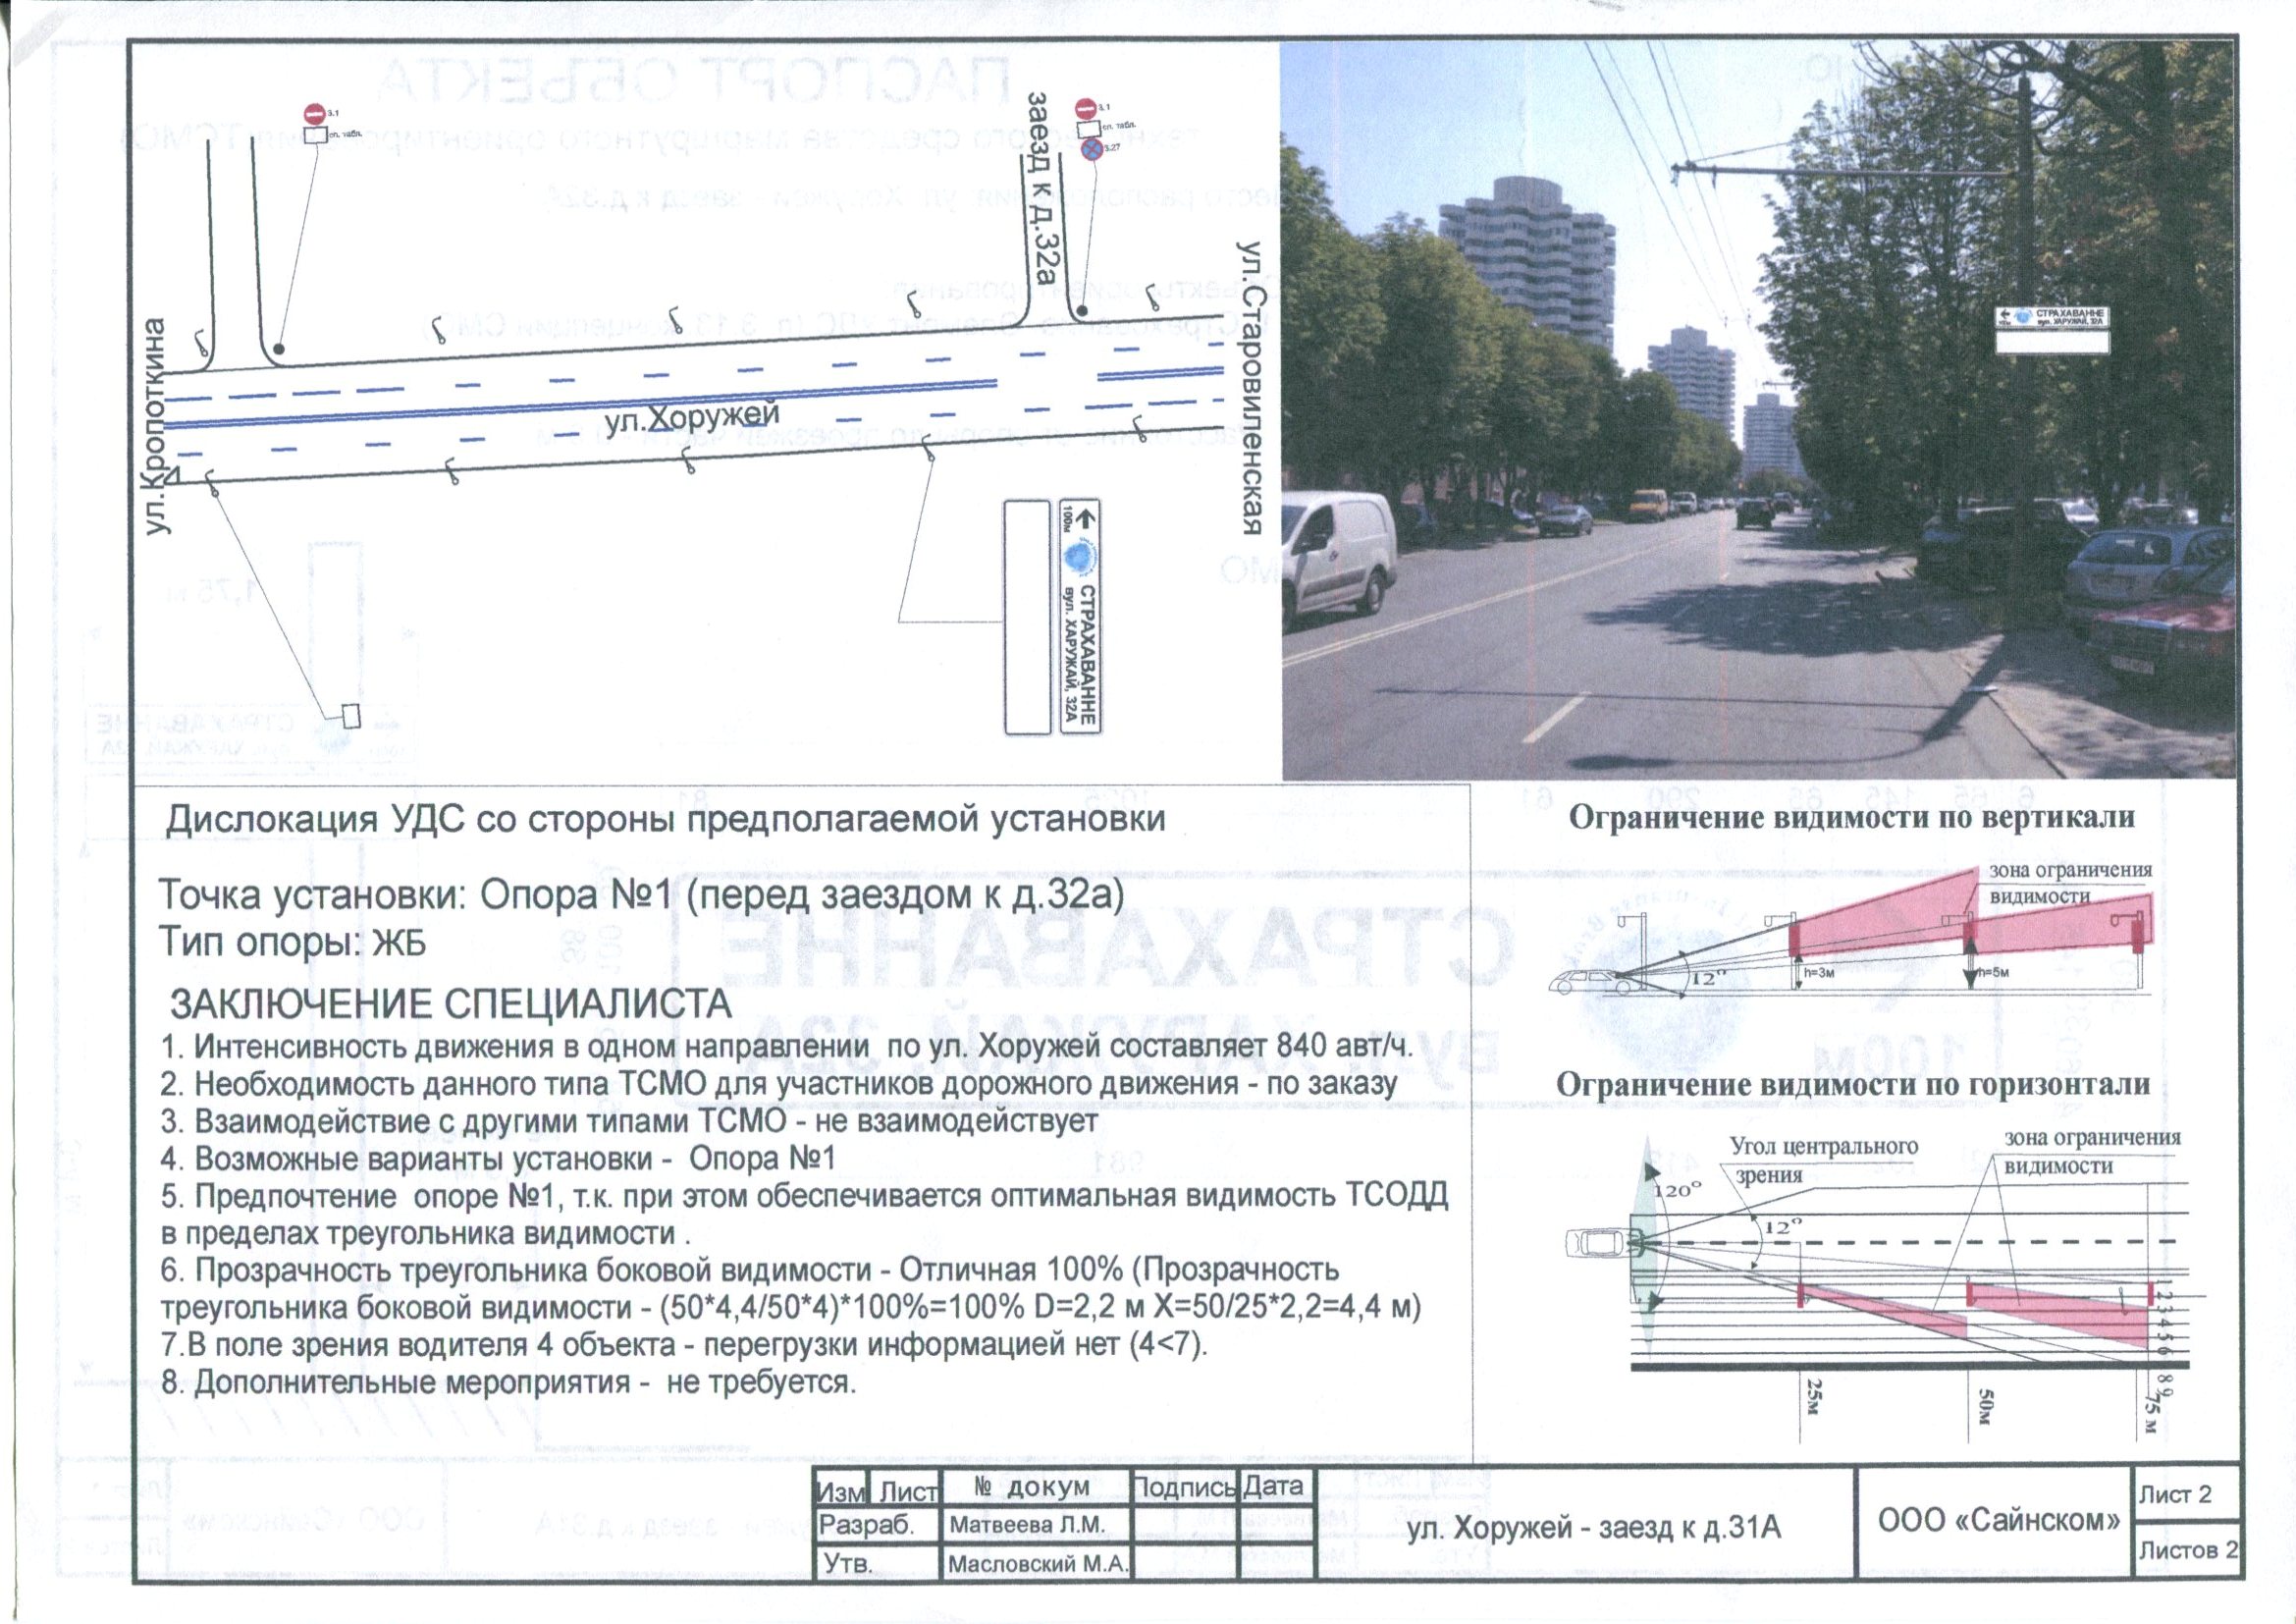 3.1
сп. табл.
заезд к д.32а
3.1
сп. табл.
3.27
ул.Кропоткина
ул.Хоружей
ул.Старовиленская
100м
СТРАХАВАННЕ
вул. ХАРУЖАЙ, 32А
СТРАХАВАННЕ
вул. ХАРУЖАЙ, 32А
Дислокация УДС со стороны предполагаемой установки
Точка установки: Опора №1 (перед заездом к д.32а)
Тип опоры: ЖБ
ЗАКЛЮЧЕНИЕ СПЕЦИАЛИСТА
1. Интенсивность движения в одном направлении по ул. Хоружей составляет 840 авт/ч.
2. Необходимость данного типа ТСМО для участников дорожного движения - по заказу
3. Взаимодействие с другими типами ТСМО - не взаимодействует
4. Возможные варианты установки - Опора №1
5. Предпочтение опоре №1, т.к. при этом обеспечивается оптимальная видимость ТСОДД
в пределах треугольника видимости .
6. Прозрачность треугольника боковой видимости - Отличная 100% (Прозрачность
треугольника боковой видимости - (50*4,4/50*4)*100%=100% D=2,2 м X=50/25*2,2=4,4 м)
7.В поле зрения водителя 4 объекта - перегрузки информацией нет (4<7).
8. Дополнительные мероприятия - не требуется.
Ограничение видимости по вертикали
зона ограничения
видимости
12°
h=3м
h=5м
Ограничение видимости по горизонтали
Угол центрального
зрения
зона ограничения
видимости
120°
12°
1 2 3 4 5 6
8 9
25м
50м
75 м
Изм Лист № докум Подпись Дата
Разраб. Матвеева Л.М.
Утв. Масловский М.А.
ул. Хоружей - заезд к д.31А
ООО «Сайнском»
Лист 2
Листов 2